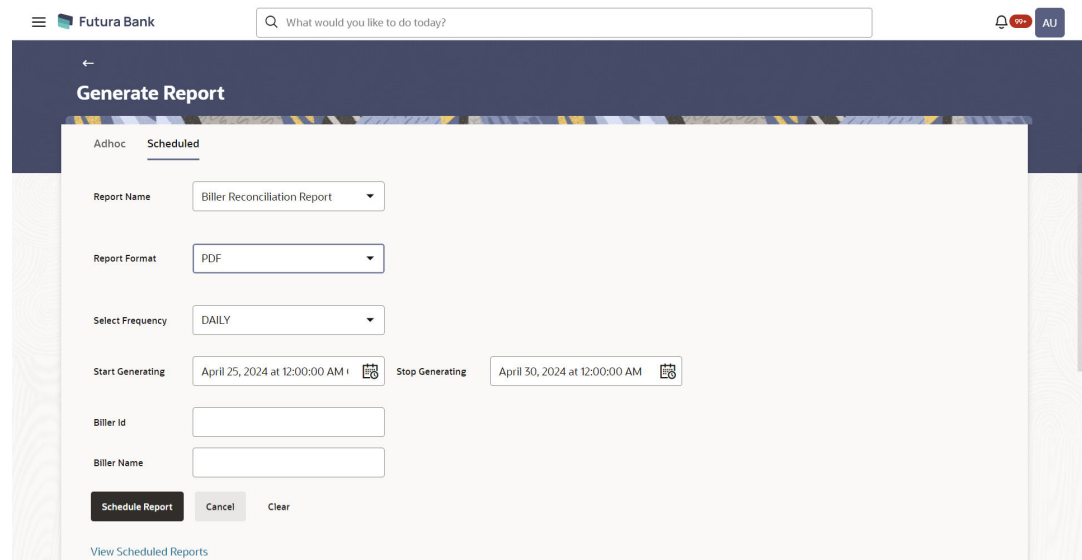 Futura Bank
What would you like to do today?
99+
AU
Generate Report
Adhoc Scheduled
Report Name Biller Reconciliation Report
Report Format PDF
Select Frequency DAILY
Start Generating April 25, 2024 at 12:00:00 AM Stop Generating April 30, 2024 at 12:00:00 AM
Biller Id
Biller Name
Schedule Report Cancel Clear
View Scheduled Reports